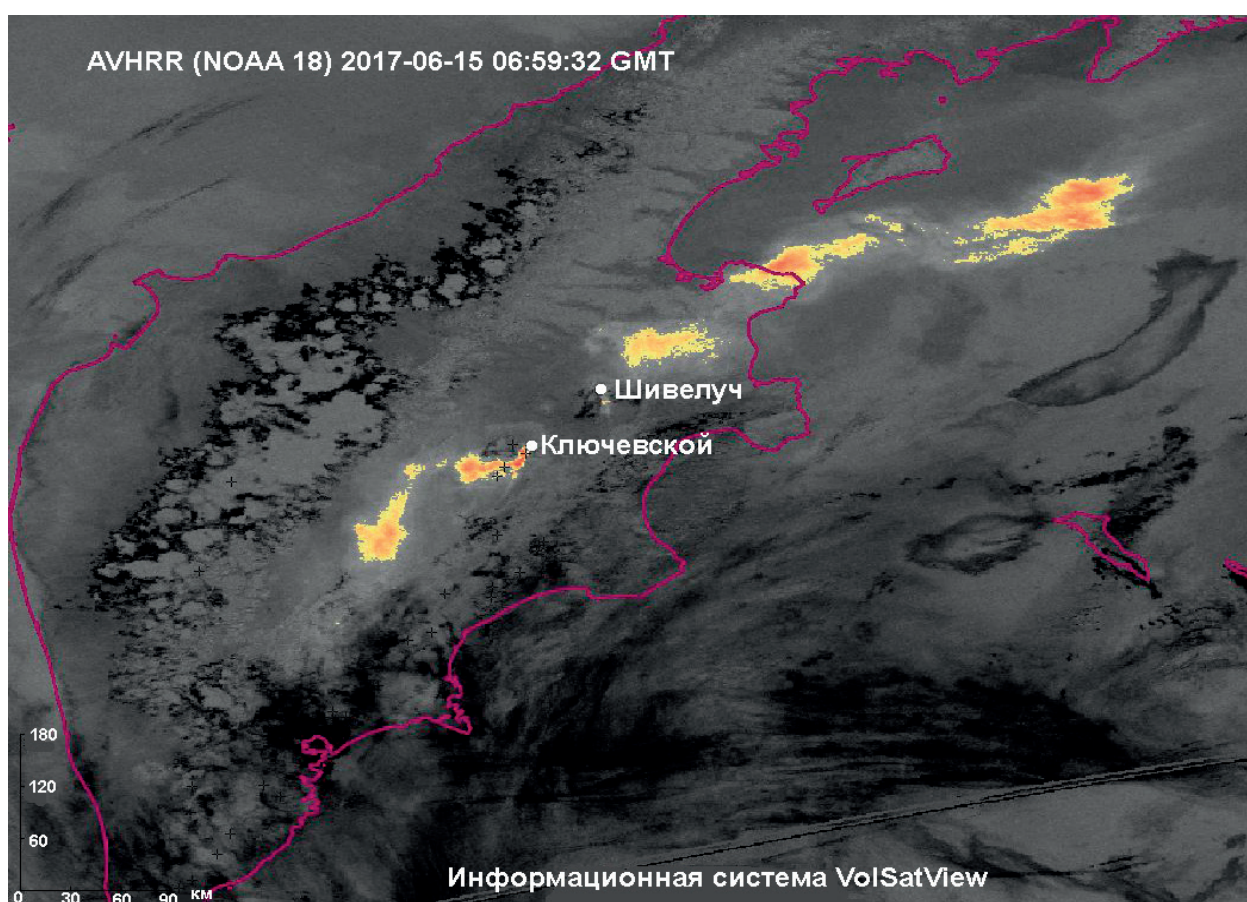 AVHRR (NOAA 18) 2017-06-15 06:59:32 GMT
Шивелуч
Ключевской
180
120
60
0 30 60 90 км
Информационная система VolSatView